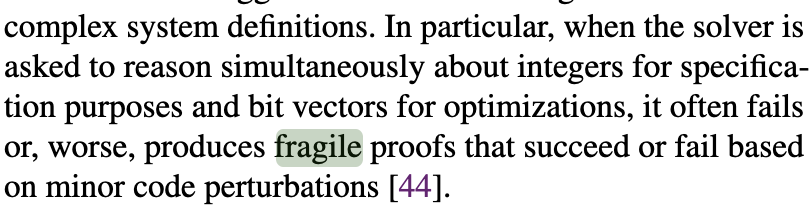 complex system definitions. In particular, when the solver is
asked to reason simultaneously about integers for specifica-
tion purposes and bit vectors for optimizations, it often fails
or, worse, produces fragile proofs that succeed or fail based
on minor code perturbations [44].